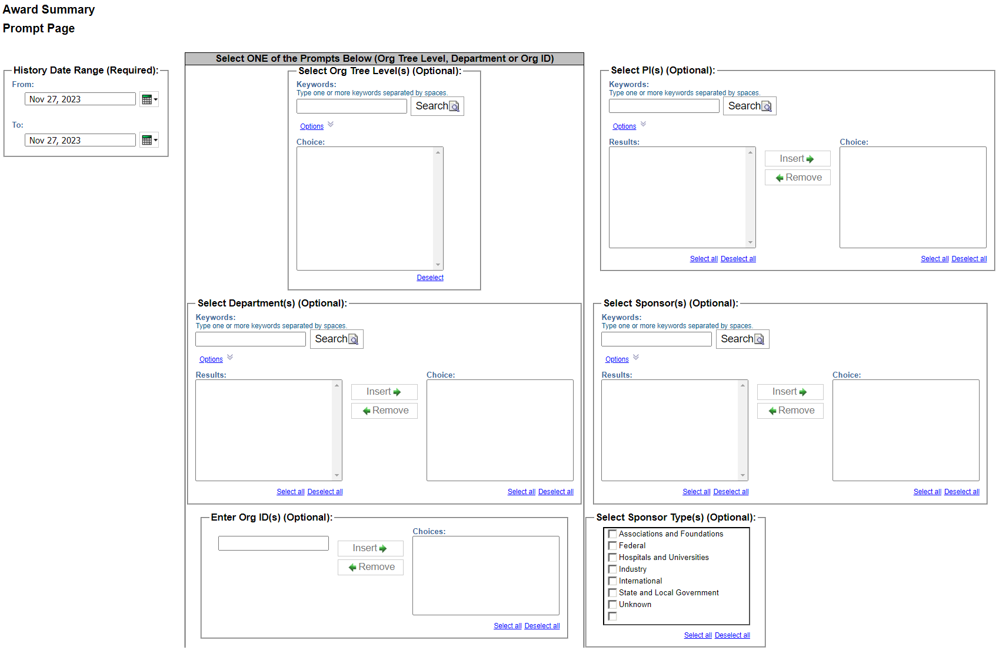 Award Summary
Prompt Page
History Date Range (Required):
From:
Nov 27, 2023
To:
Nov 27, 2023
Select ONE of the Prompts Below (Org Tree Level, Department or Org ID)
Select Org Tree Level(s) (Optional):
Keywords:
Type one or more keywords separated by spaces.
Search
Options
Choice:
Deselect
Select Department(s) (Optional):
Keywords:
Type one or more keywords separated by spaces.
Search
Options
Results:
Insert
Remove
Choice:
Select all Deselect all
Select all Deselect all
Enter Org ID(s) (Optional):
Insert
Remove
Choices:
Select all Deselect all
Select PI(s) (Optional):
Keywords:
Type one or more keywords separated by spaces.
Search
Options
Results:
Insert
Remove
Choice:
Select all Deselect all
Select all Deselect all
Select Sponsor(s) (Optional):
Keywords:
Type one or more keywords separated by spaces.
Search
Options
Results:
Insert
Remove
Choice:
Select all Deselect all
Select all Deselect all
Select Sponsor Type(s) (Optional):
Associations and Foundations
Federal
Hospitals and Universities
Industry
International
State and Local Government
Unknown
Select all Deselect all